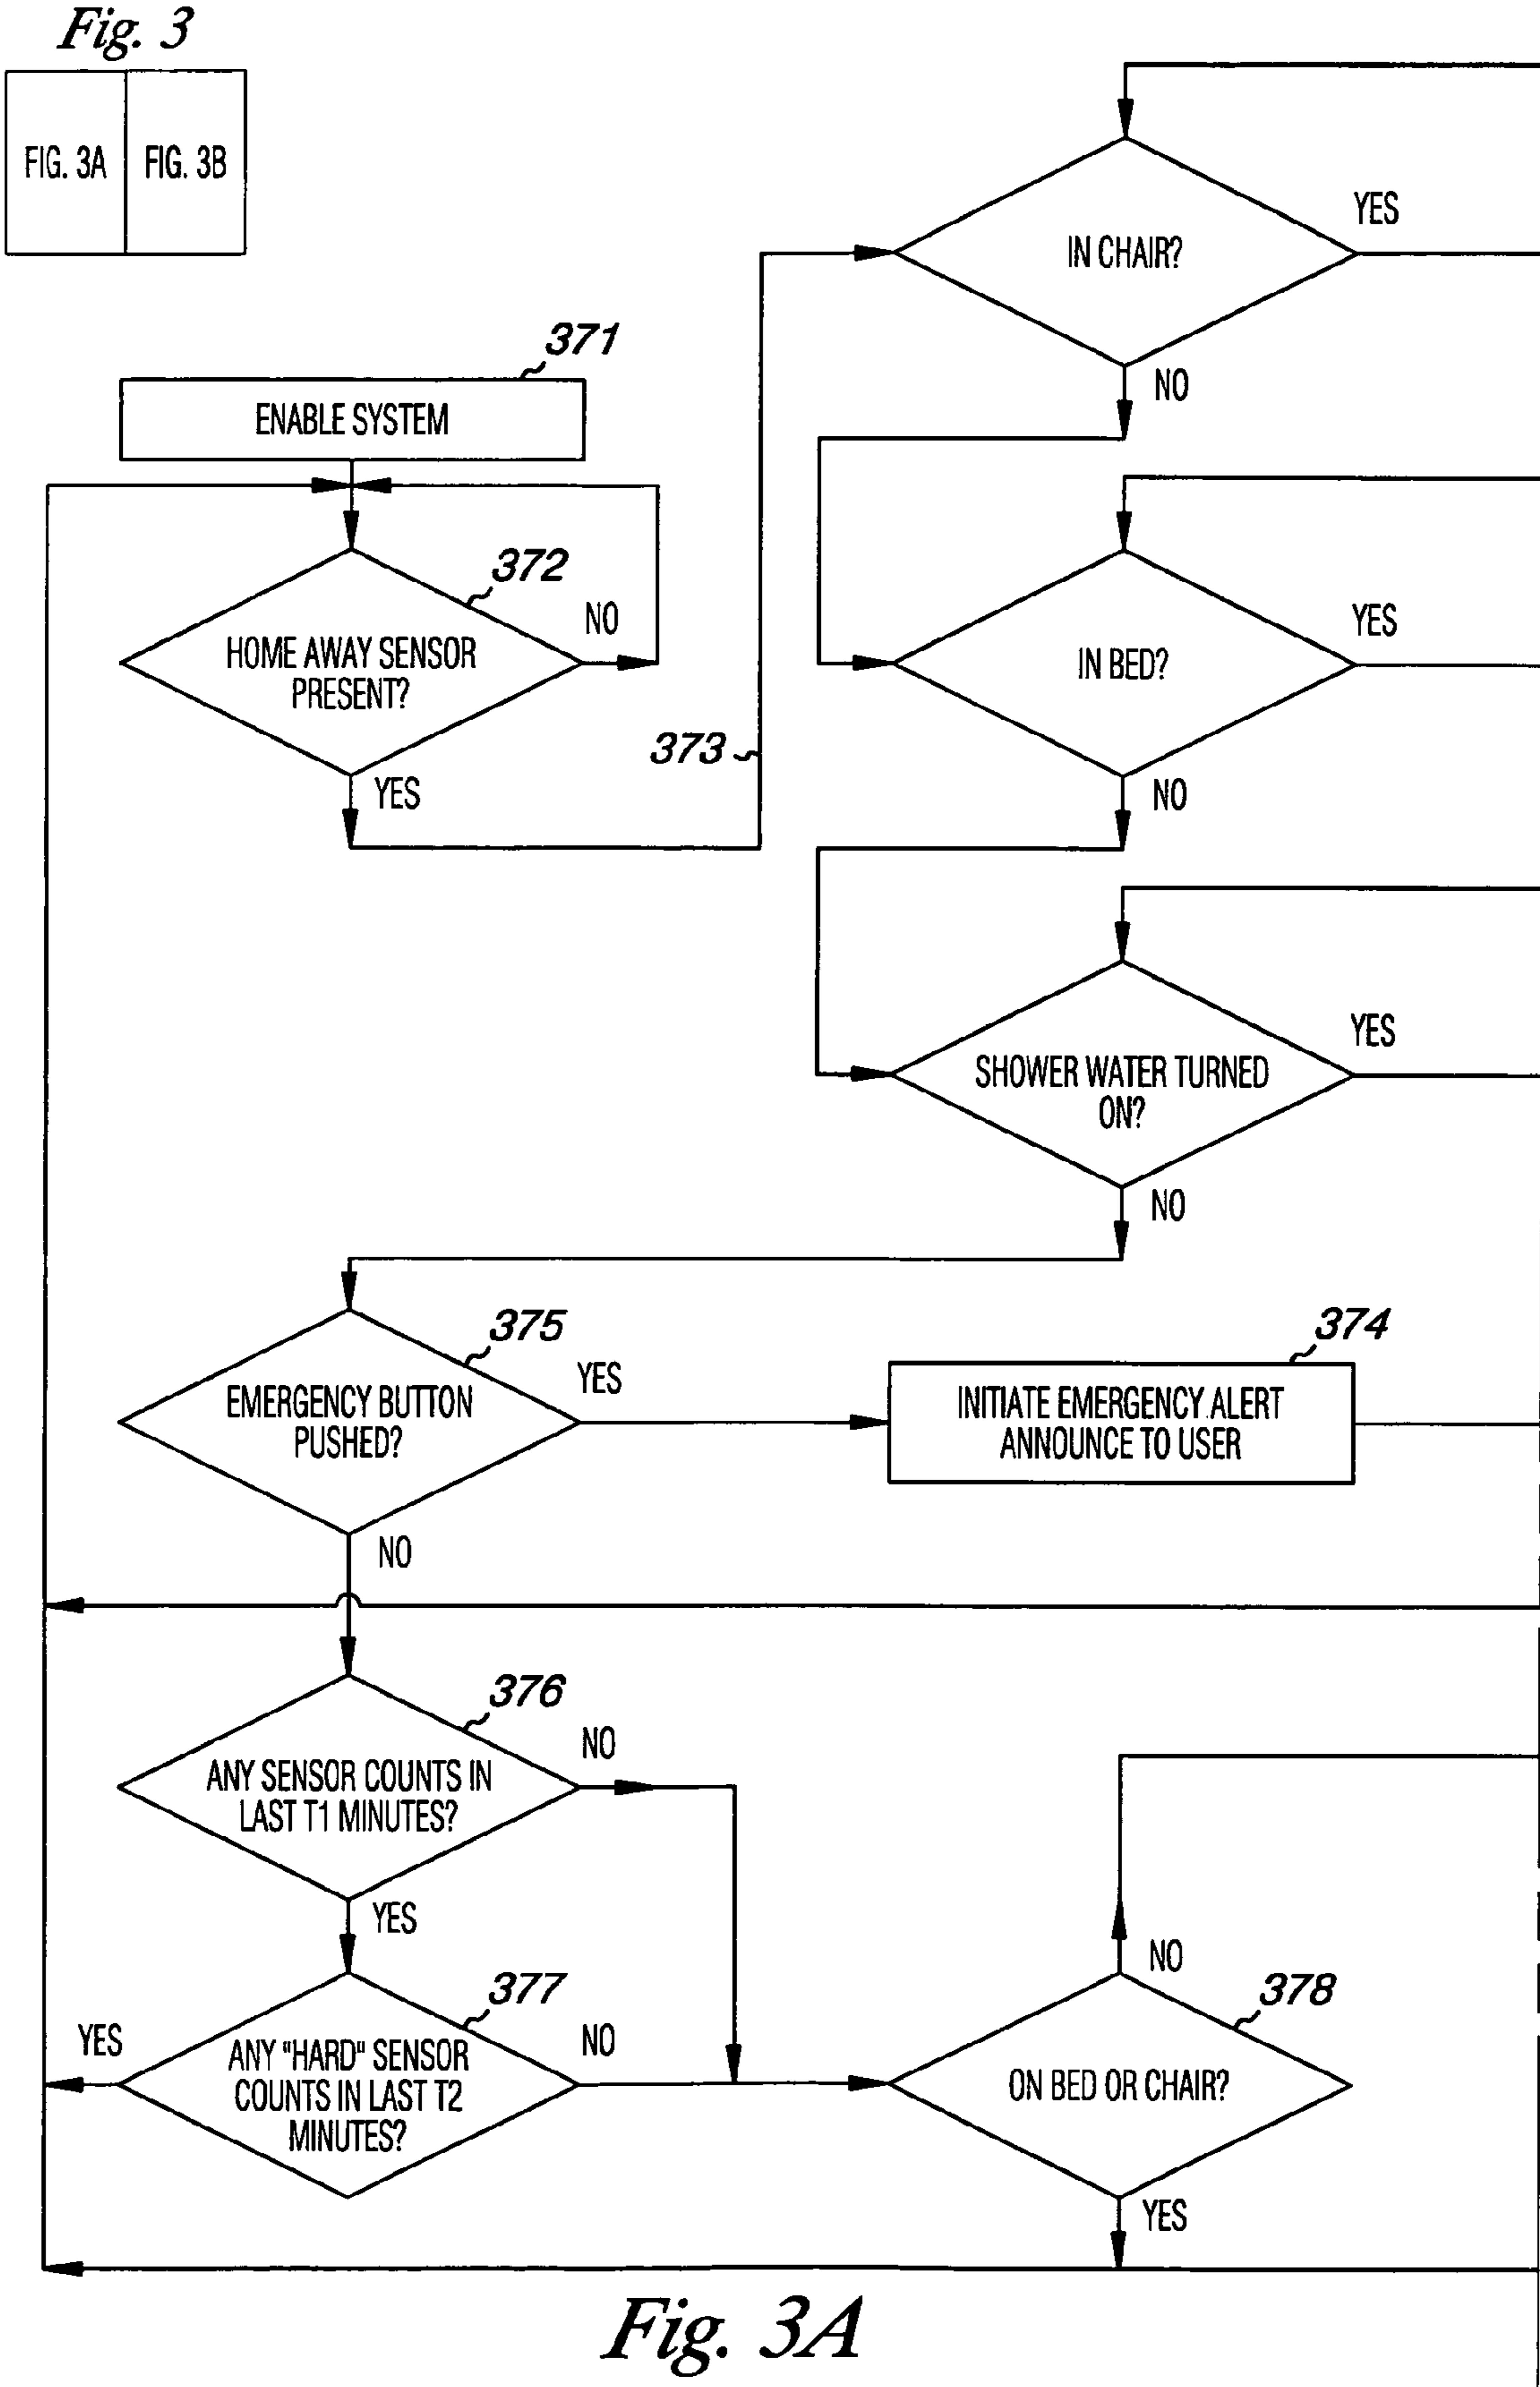 Fig. 3
FIG. 3A
FIG. 3B
IN CHAIR?
YES
NO
371
ENABLE SYSTEM
372
HOME AWAY SENSOR
PRESENT?
NO
YES
373
IN BED?
YES
NO
SHOWER WATER TURNED
ON?
YES
NO
375
EMERGENCY BUTTON
PUSHED?
YES
NO
374
INITIATE EMERGENCY ALERT
ANNOUNCE TO USER
376
ANY SENSOR COUNTS IN
LAST T1 MINUTES?
NO
YES
377
ANY "HARD" SENSOR
COUNTS IN LAST T2
MINUTES?
YES
NO
378
ON BED OR CHAIR?
NO
YES
Fig. 3A